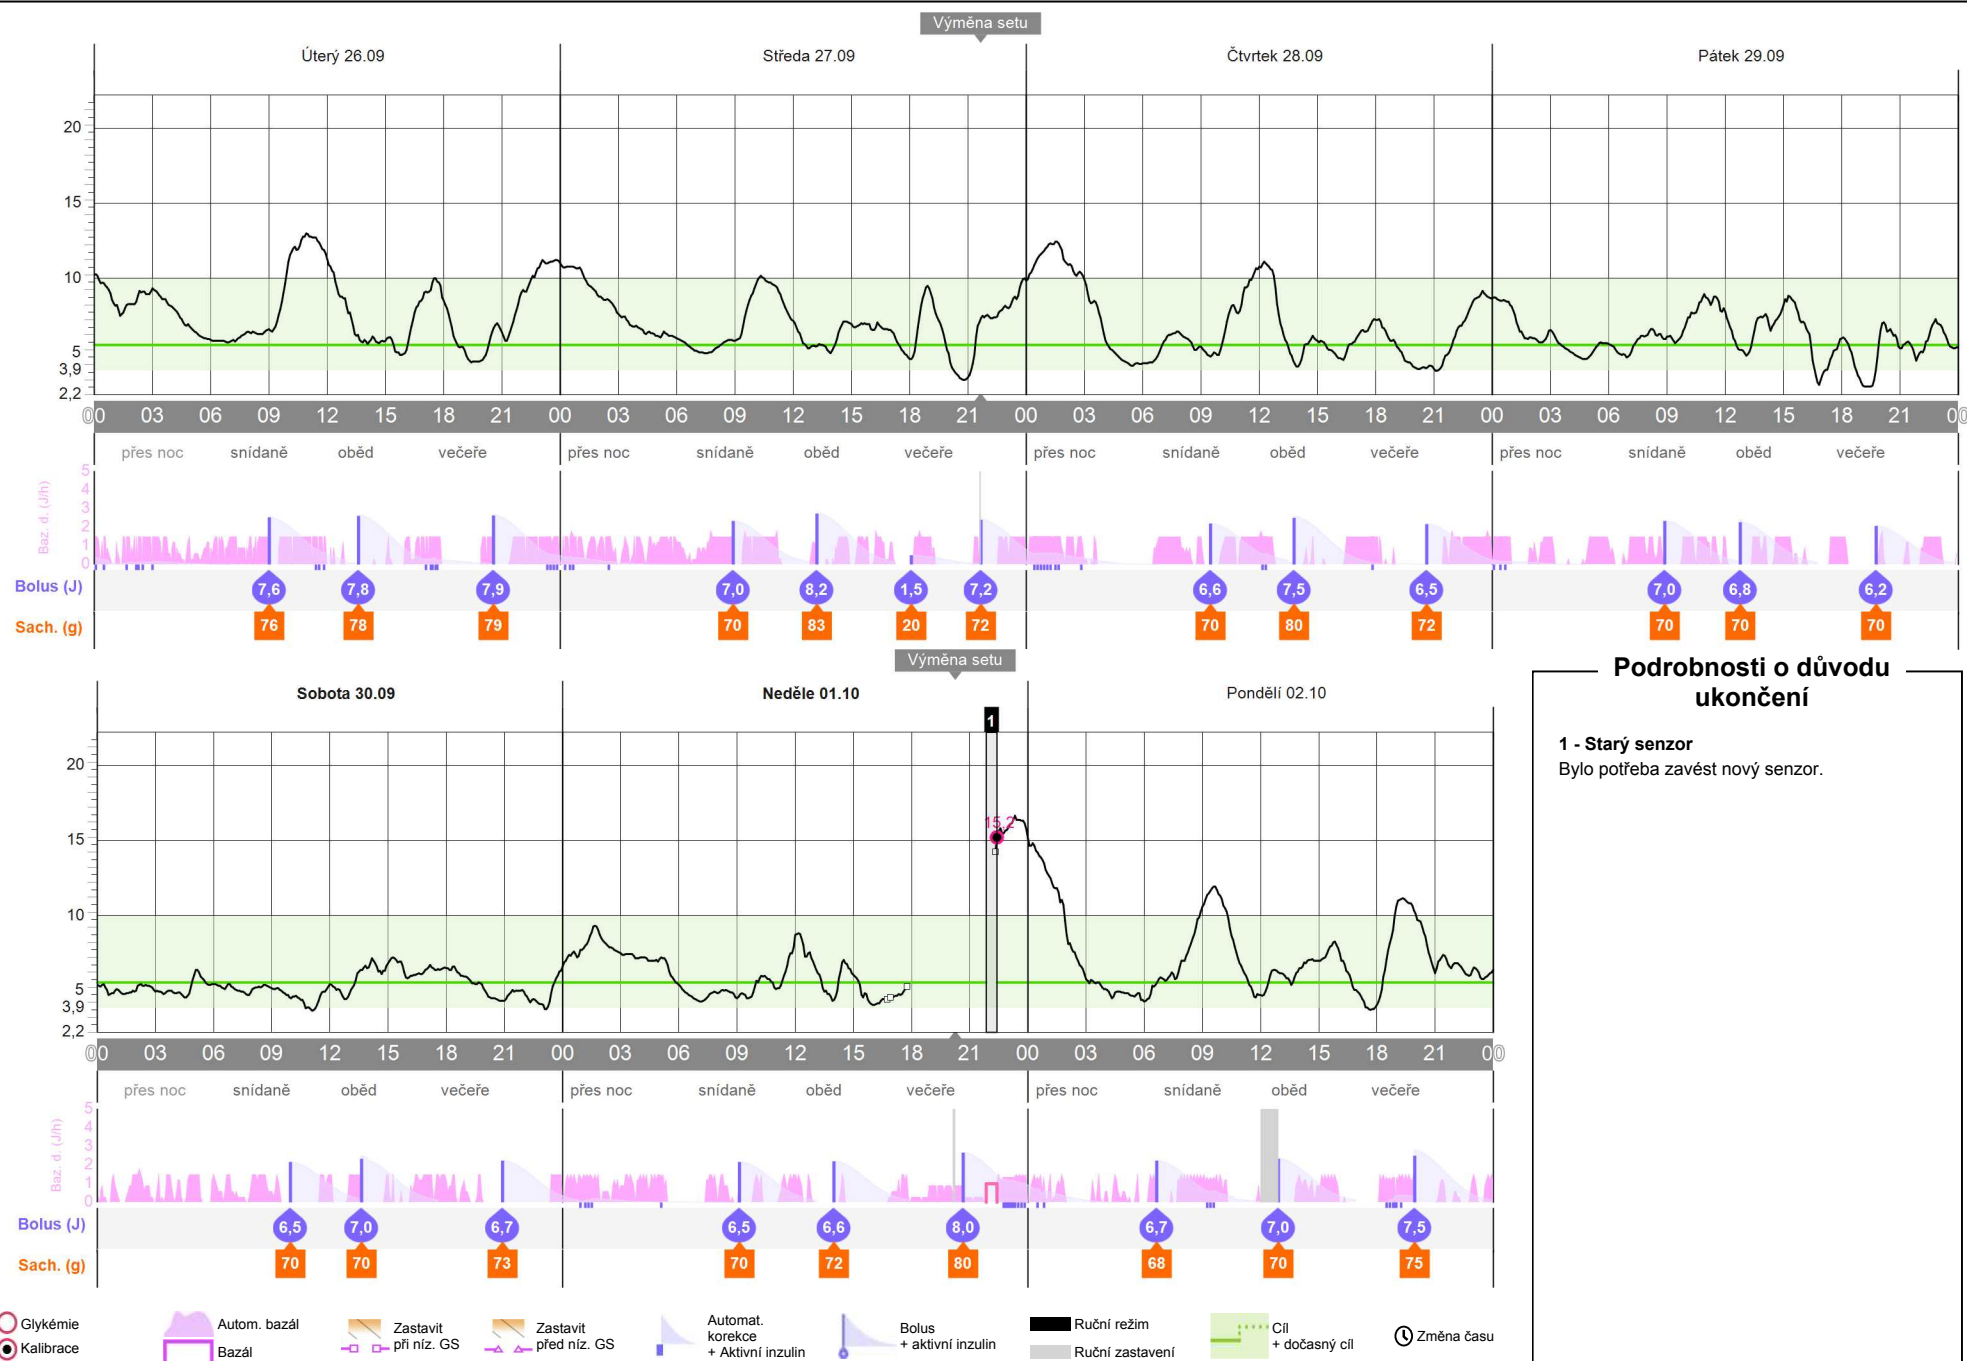 Výměna setu
Úterý 26.09 Středa 27.09 Čtvrtek 28.09 Pátek 29.09
20
15
10
5
3,9
2,2
00 03 06 09 12 15 18 21 00 03 06 09 12 15 18 21 00 03 06 09 12 15 18 21 00 03 06 09 12 15 18 21 00
přes noc snídaně oběd večeře přes noc snídaně oběd večeře přes noc snídaně oběd večeře přes noc snídaně oběd večeře
Baz. d. (J/h)
5
4
3
2
1
0
Bolus (J) 7,6 7,8 7,9 7,0 8,2 1,5 7,2 6,6 7,5 6,5 7,0 6,8 6,2
Sach. (g) 76 78 79 70 83 20 72 70 80 72 70 70 70
Výměna setu
Sobota 30.09 Neděle 01.10 Pondělí 02.10
1
20
15
10
5
3,9
2,2
15,2
00 03 06 09 12 15 18 21 00 03 06 09 12 15 18 21 00 03 06 09 12 15 18 21 00
přes noc snídaně oběd večeře přes noc snídaně oběd večeře přes noc snídaně oběd večeře
Baz. d. (J/h)
5
4
3
2
1
0
Bolus (J) 6,5 7,0 6,7 6,5 6,6 8,0 6,7 7,0 7,5
Sach. (g) 70 70 73 70 72 80 68 70 75
Podrobnosti o důvodu
ukončení
1 - Starý senzor
Bylo potřeba zavést nový senzor.
Glykémie
Kalibrace
Autom. bazál
Bazál
Zastavit
při níz. GS
Zastavit
před níz. GS
Automat.
korekce
+ Aktivní inzulin
Bolus
+ aktivní inzulin
Ruční režim
Ruční zastavení
Cíl
+ dočasný cíl
Změna času